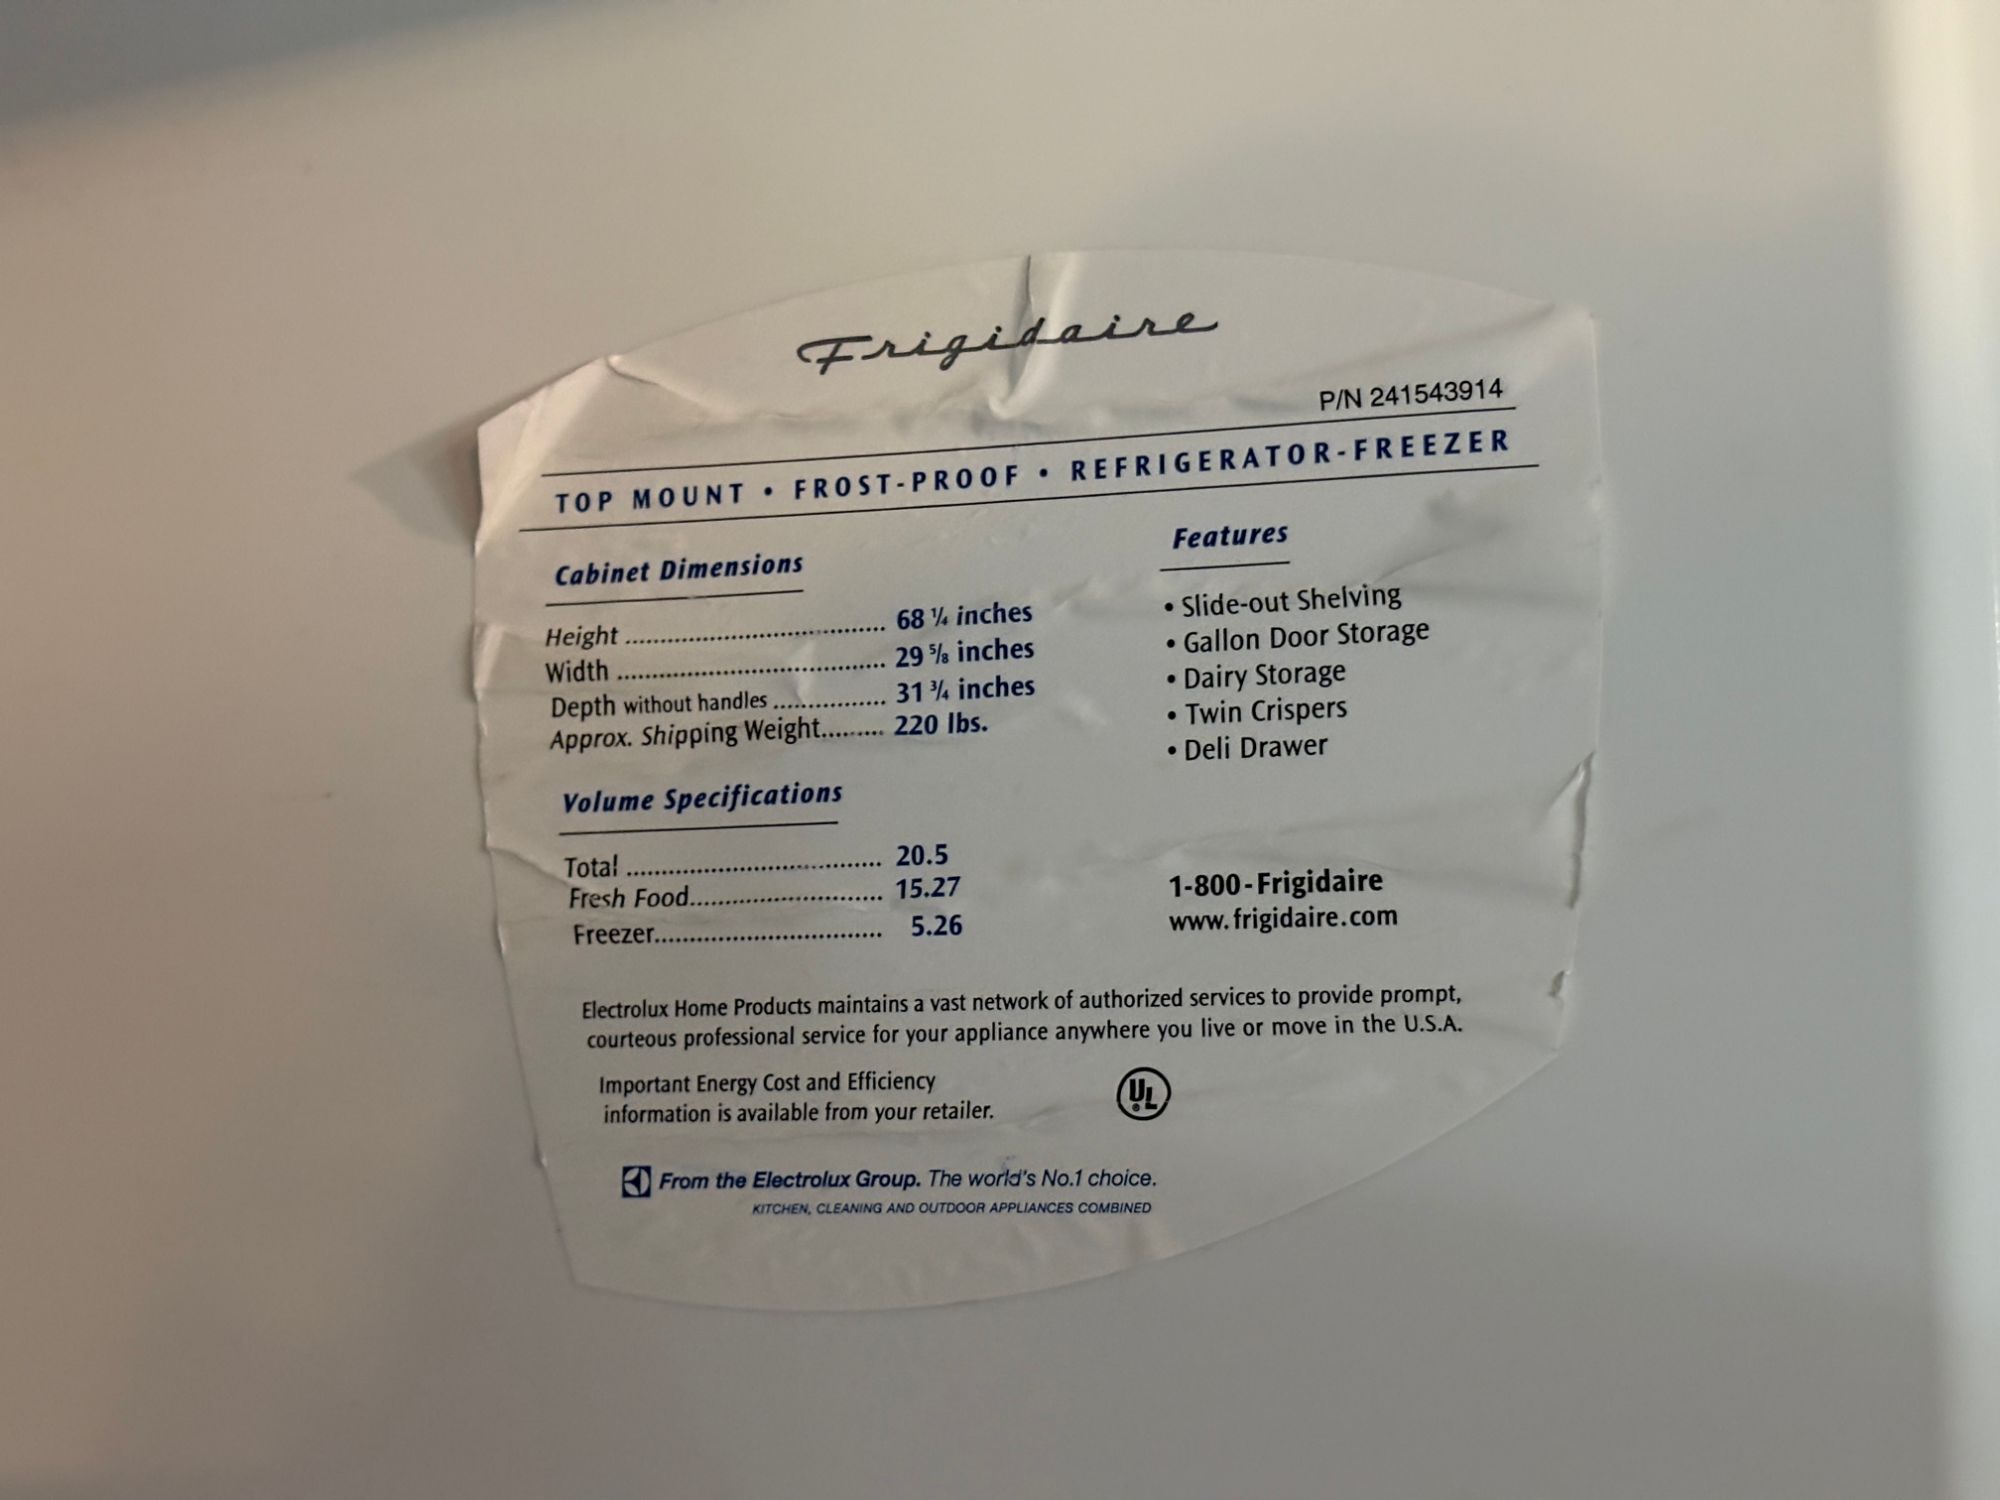 Frigidaire
P/N 241543914
TOP MOUNT • FROST-PROOF • REFRIGERATOR-FREEZER
Cabinet Dimensions
Height ........................................ 68 ¼ inches
Width ......................................... 29 ⅝ inches
Depth without handles ................ 31 ¾ inches
Approx. Shipping Weight......... 220 lbs.
Volume Specifications
Total ....................................... 20.5
Fresh Food.............................. 15.27
Freezer................................... 5.26
Features
• Slide-out Shelving
• Gallon Door Storage
• Dairy Storage
• Twin Crispers
• Deli Drawer
1-800-Frigidaire
www.frigidaire.com
Electrolux Home Products maintains a vast network of authorized services to provide prompt,
courteous professional service for your appliance anywhere you live or move in the U.S.A.
Important Energy Cost and Efficiency
information is available from your retailer.
UL
From the Electrolux Group. The world's No.1 choice.
KITCHEN, CLEANING AND OUTDOOR APPLIANCES COMBINED